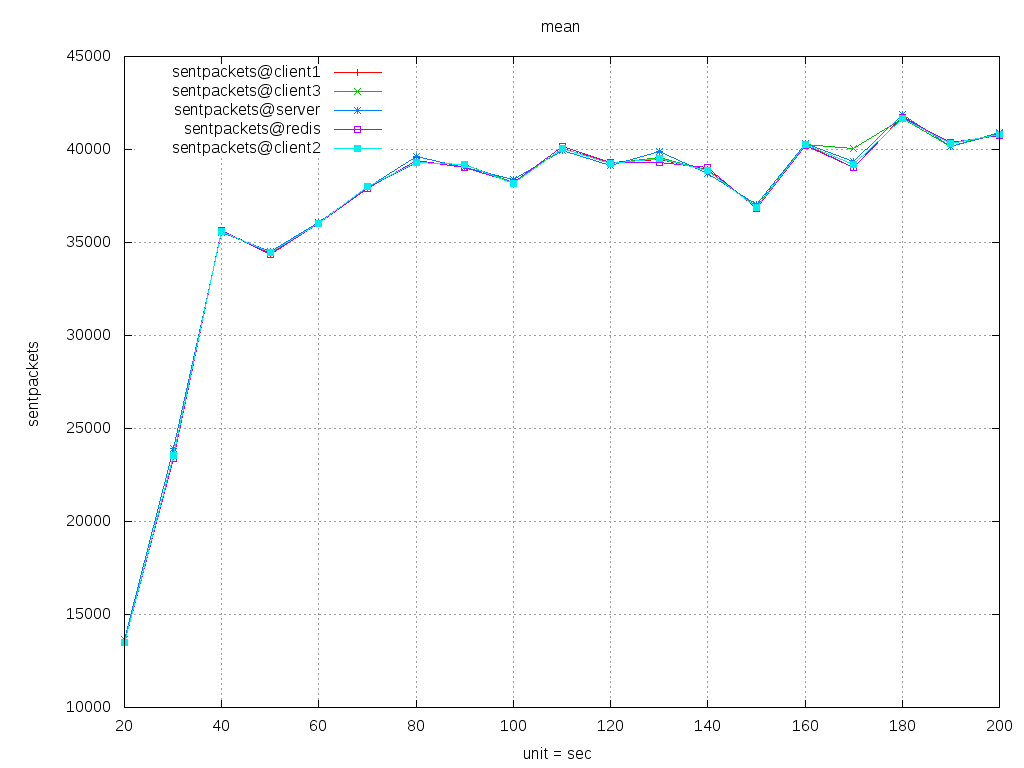 mean
45000
40000
35000
30000
25000
20000
15000
10000
sentpackets
sentpackets@client1
sentpackets@client3
sentpackets@server
sentpackets@redis
sentpackets@client2
20 40 60 80 100 120 140 160 180 200
unit = sec